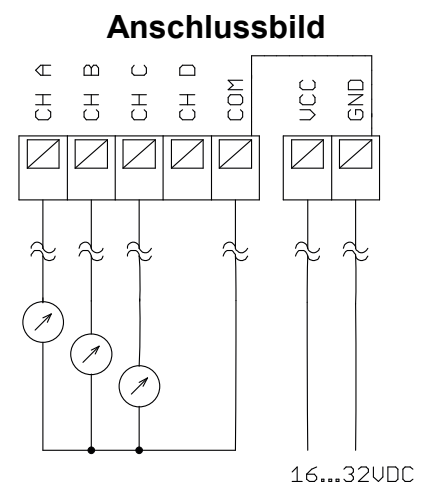 Anschlussbild
CH A
CH B
CH C
CH D
COM
VCC
GND
16...32VDC